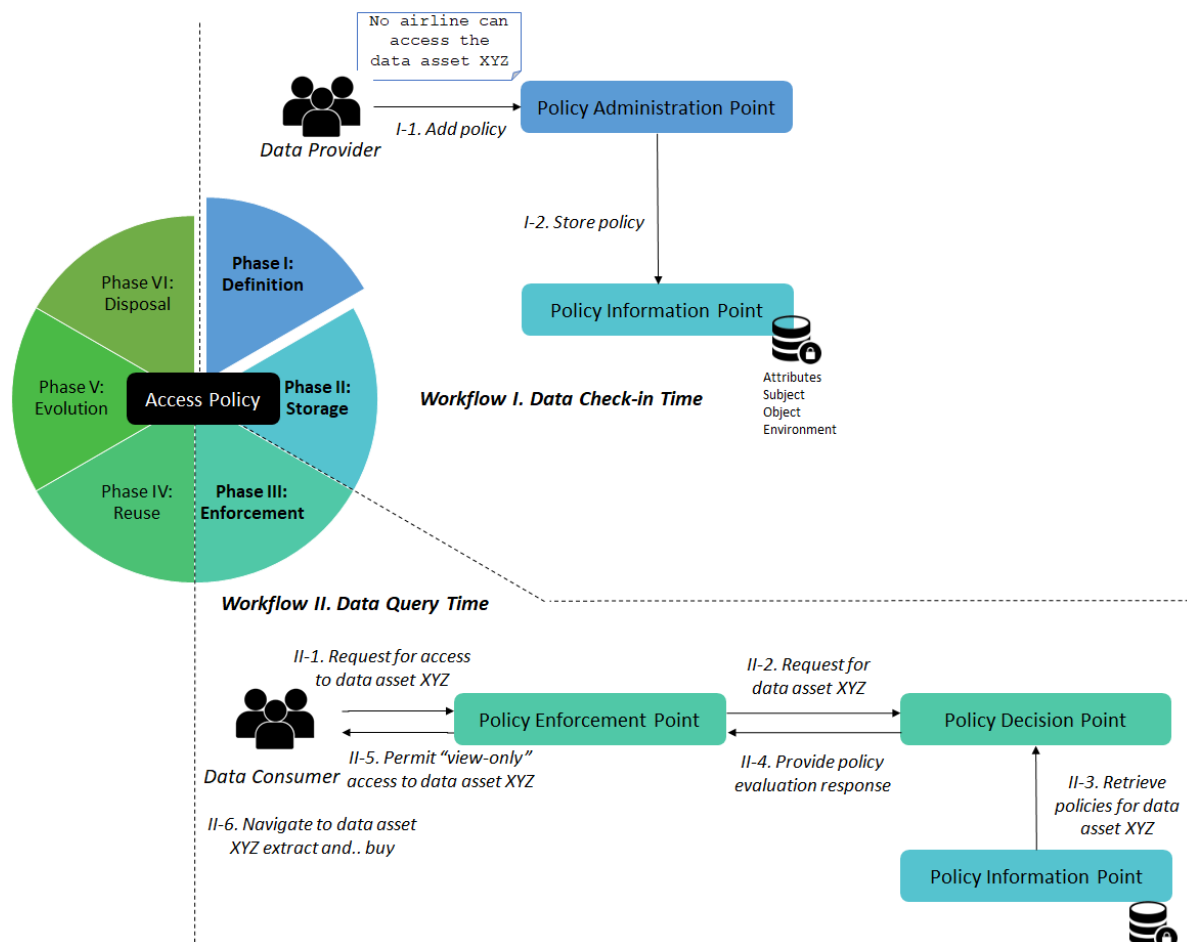 No airline can
access the
data asset XYZ
Policy Administration Point
I-1. Add policy
Data Provider
I-2. Store policy
Policy Information Point
Attributes
Subject
Object
Environment
Workflow I. Data Check-in Time
Phase I:
Definition
Phase VI:
Disposal
Phase V:
Evolution
Access Policy
Phase II:
Storage
Phase IV:
Reuse
Phase III:
Enforcement
Workflow II. Data Query Time
II-1. Request for access
to data asset XYZ
II-2. Request for
data asset XYZ
Policy Enforcement Point
Policy Decision Point
Data Consumer
II-5. Permit “view-only”
access to data asset XYZ
II-4. Provide policy
evaluation response
II-3. Retrieve
policies for data
asset XYZ
II-6. Navigate to data asset
XYZ extract and.. buy
Policy Information Point